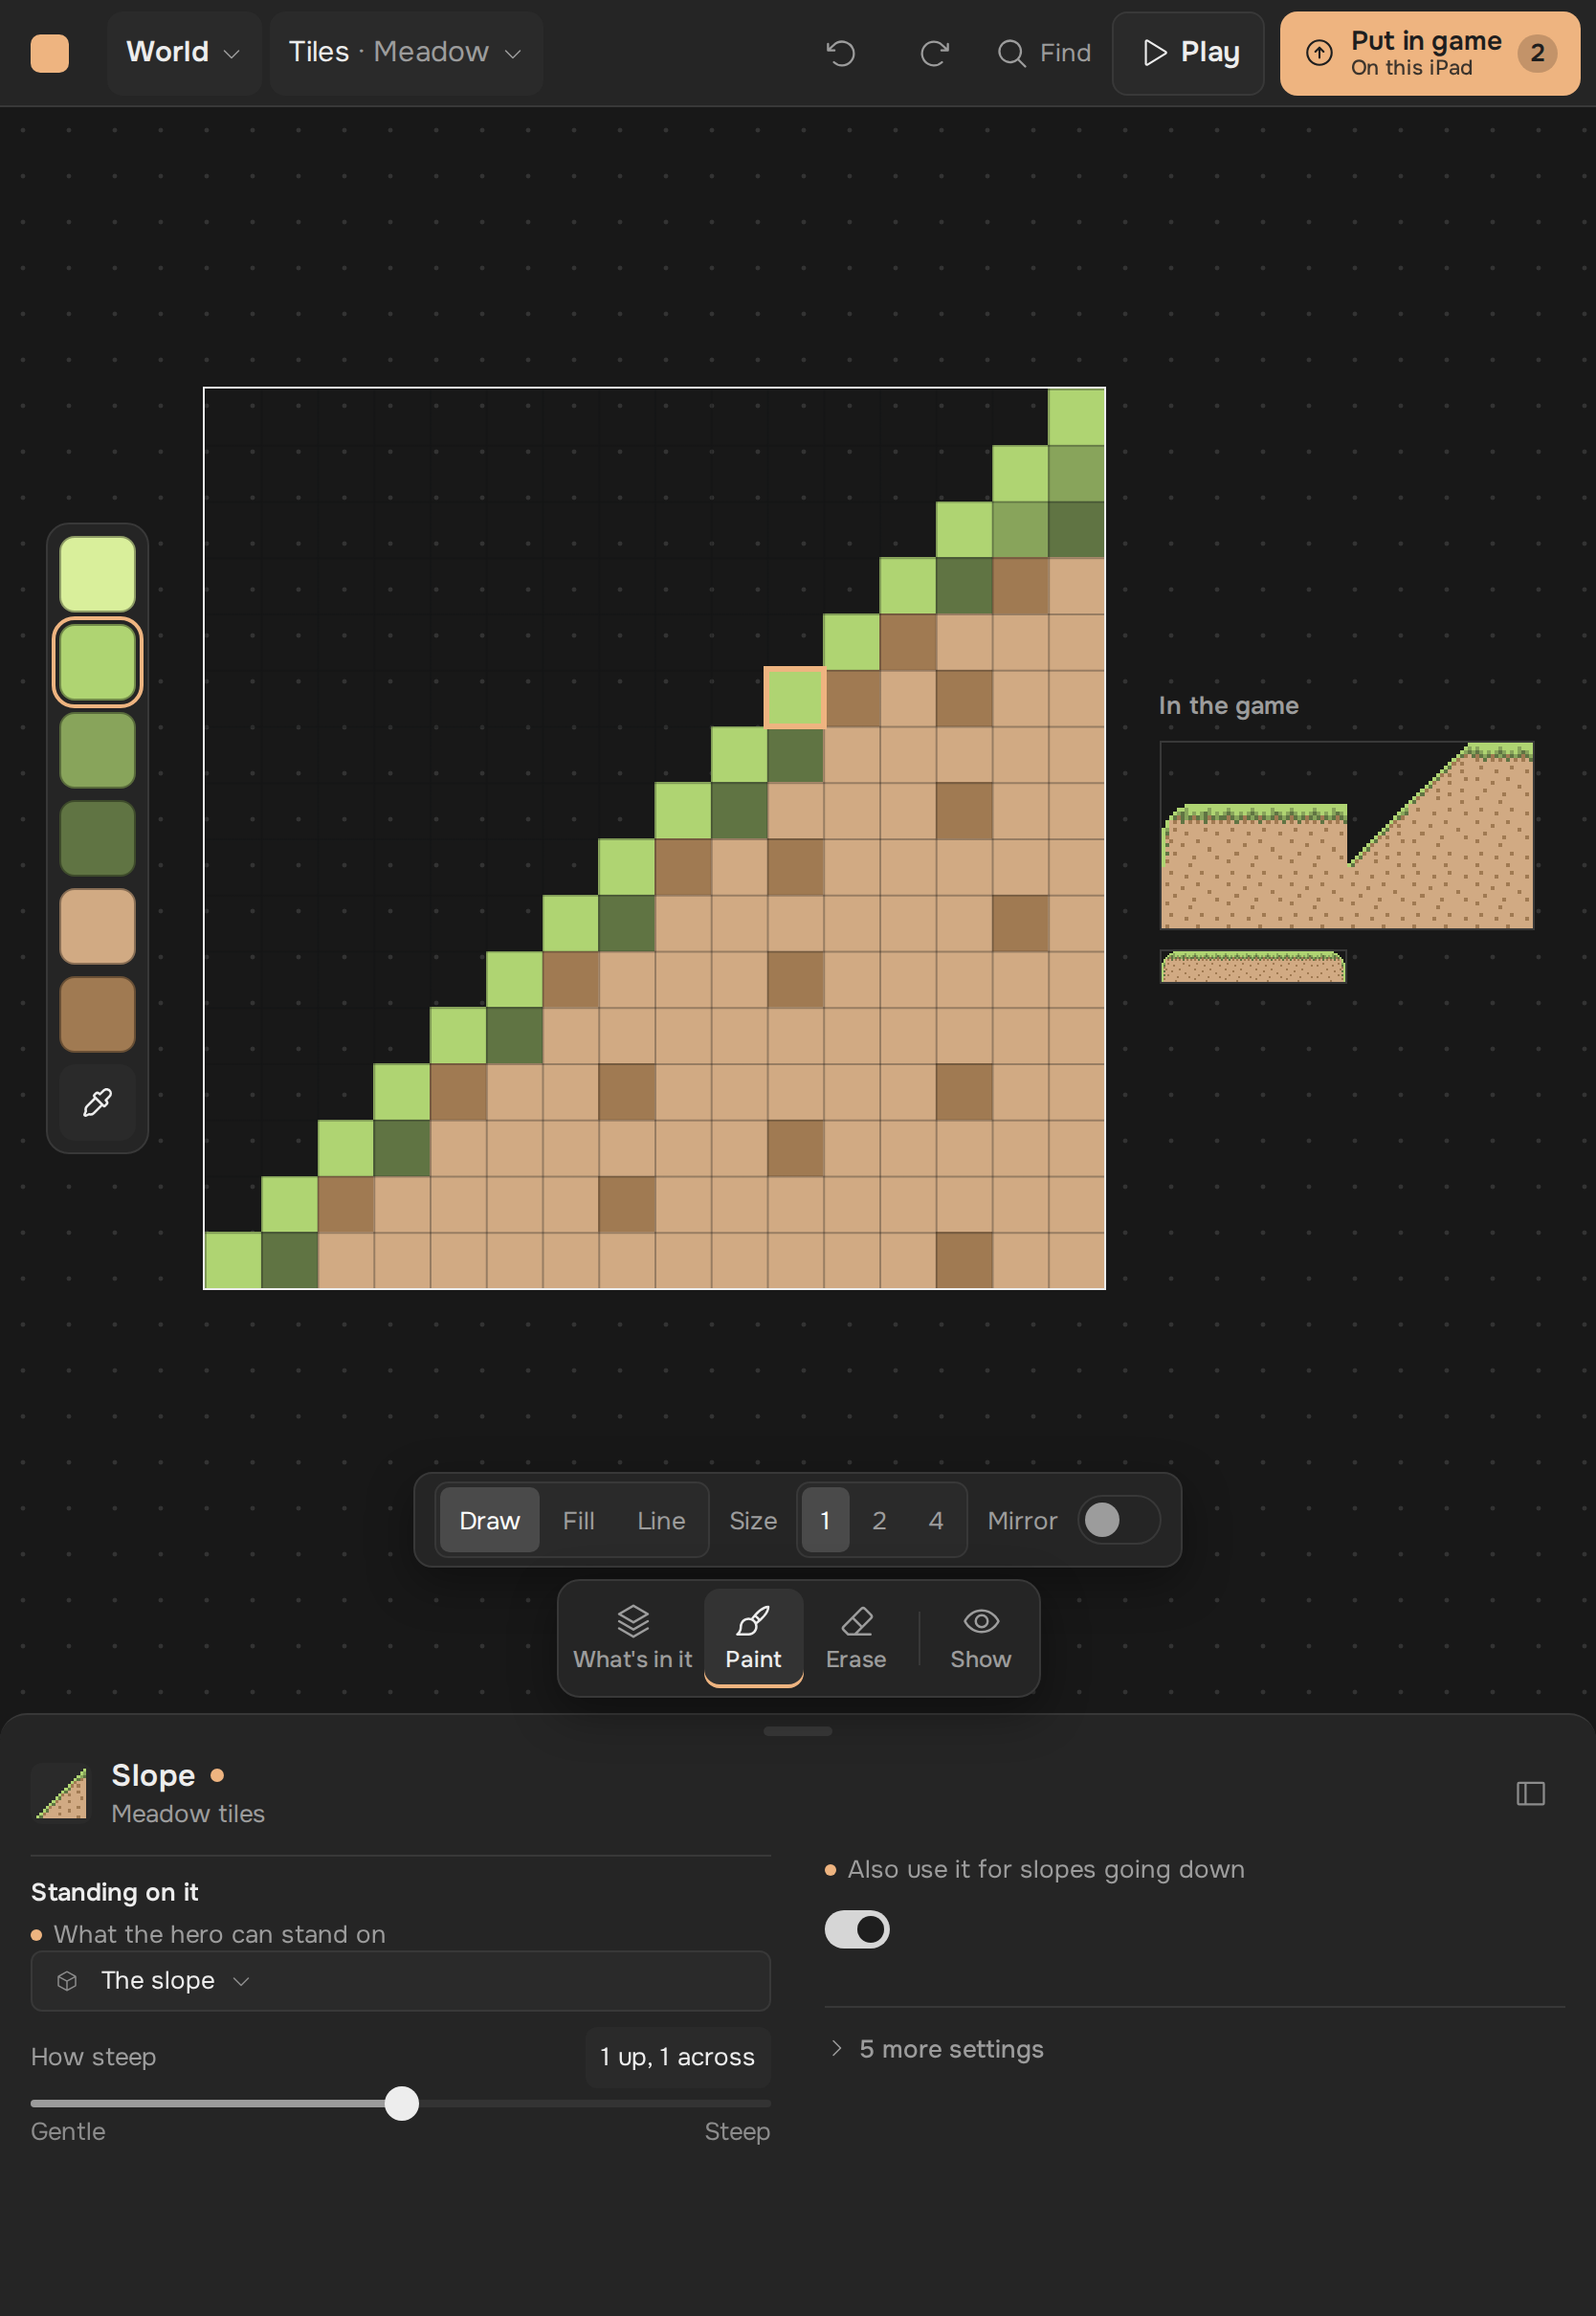 World
Tiles · Meadow
Find
Play
Put in game
On this iPad
2
In the game
Draw
Fill
Line
Size
1
2
4
Mirror
What's in it
Paint
Erase
Show
Slope
Meadow tiles
Standing on it
What the hero can stand on
The slope
How steep
1 up, 1 across
Gentle
Steep
Also use it for slopes going down
5 more settings